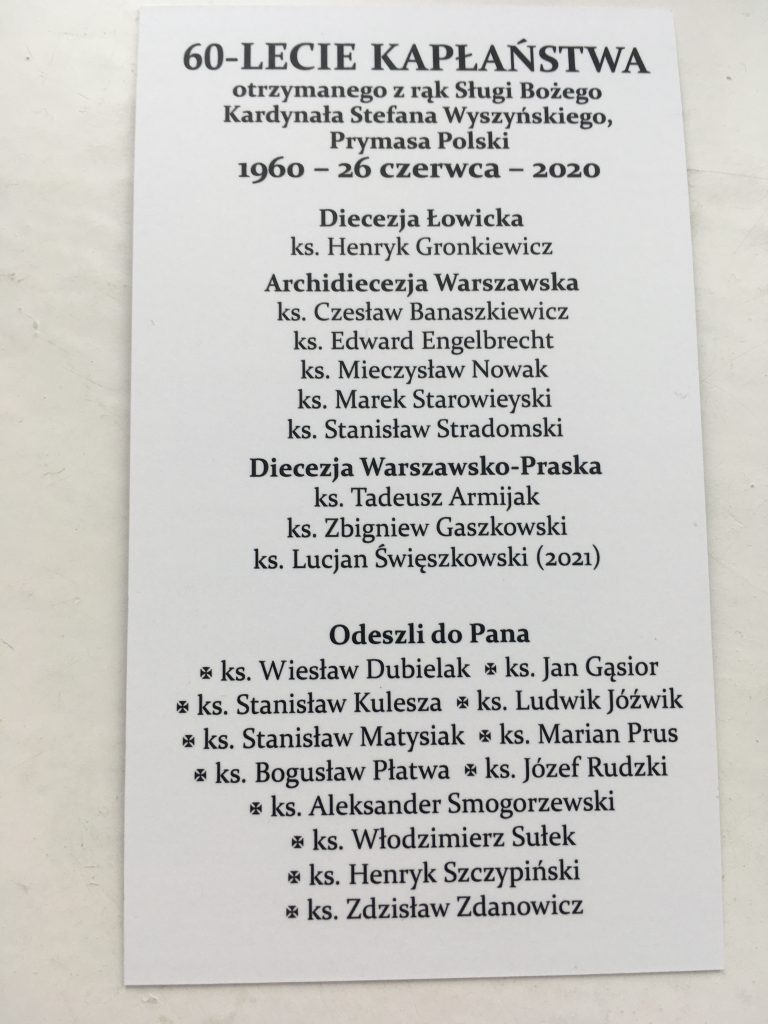 60-LECIE KAPŁAŃSTWA
otrzymanego z rąk Sługi Bożego
Kardynała Stefana Wyszyńskiego,
Prymasa Polski
1960 – 26 czerwca – 2020
Diecezja Łowicka
ks. Henryk Gronkiewicz
Archidiecezja Warszawska
ks. Czesław Banaszkiewicz
ks. Edward Engelbrecht
ks. Mieczysław Nowak
ks. Marek Starowieyski
ks. Stanisław Stradomski
Diecezja Warszawsko-Praska
ks. Tadeusz Armijak
ks. Zbigniew Gaszkowski
ks. Lucjan Święszkowski (2021)
Odeszli do Pana
✠ ks. Wiesław Dubielak ✠ ks. Jan Gąsior
✠ ks. Stanisław Kulesza ✠ ks. Ludwik Jóźwik
✠ ks. Stanisław Matysiak ✠ ks. Marian Prus
✠ ks. Bogusław Płatwa ✠ ks. Józef Rudzki
✠ ks. Aleksander Smogorzewski
✠ ks. Włodzimierz Sułek
✠ ks. Henryk Szczypiński
✠ ks. Zdzisław Zdanowicz